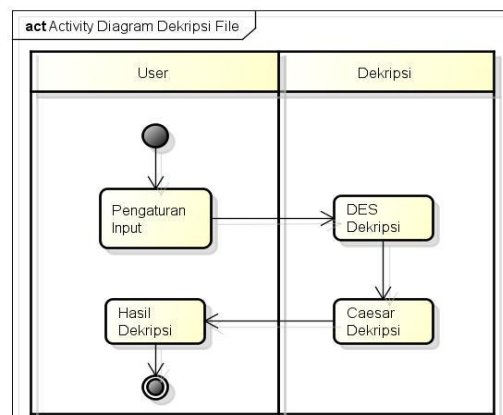 act Activity Diagram Dekripsi File
User
Dekripsi
Pengaturan
Input
DES
Dekripsi
Hasil
Dekripsi
Caesar
Dekripsi